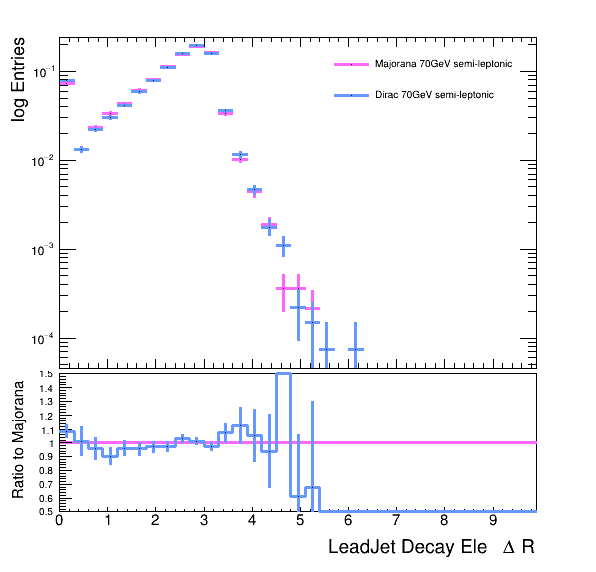 log Entries
Majorana 70GeV semi-leptonic
Dirac 70GeV semi-leptonic
10⁻¹
10⁻²
10⁻³
10⁻⁴
Ratio to Majorana
1.5
1.4
1.3
1.2
1.1
1
0.9
0.8
0.7
0.6
0.5
0 1 2 3 4 5 6 7 8 9
LeadJet Decay Ele Δ R